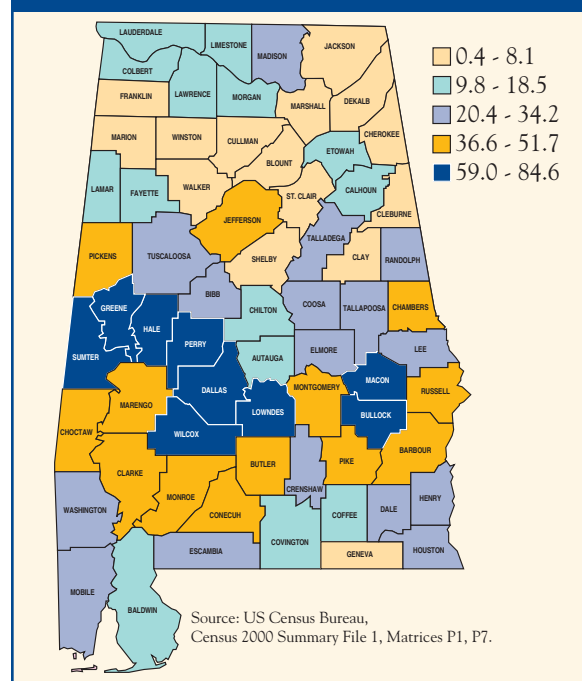 LAUDERDALE
LIMESTONE
MADISON
JACKSON
COLBERT
FRANKLIN
LAWRENCE
MORGAN
MARSHALL
DEKALB
MARION
WINSTON
CULLMAN
CHEROKEE
ETOWAH
BLOUNT
LAMAR
FAYETTE
WALKER
ST. CLAIR
CALHOUN
CLEBURNE
JEFFERSON
PICKENS
TUSCALOOSA
SHELBY
TALLADEGA
CLAY
RANDOLPH
BIBB
GREENE
HALE
PERRY
CHILTON
COOSA
TALLAPOOSA
CHAMBERS
SUMTER
AUTAUGA
ELMORE
LEE
DALLAS
MONTGOMERY
MACON
RUSSELL
MARENGO
LOWNDES
BULLOCK
CHOCTAW
WILCOX
BARBOUR
CLARKE
BUTLER
PIKE
CRENSHAW
MONROE
CONECUH
WASHINGTON
COFFEE
DALE
HENRY
COVINGTON
ESCAMBIA
GENEVA
HOUSTON
MOBILE
BALDWIN
0.4 - 8.1
9.8 - 18.5
20.4 - 34.2
36.6 - 51.7
59.0 - 84.6
Source: US Census Bureau,
Census 2000 Summary File 1, Matrices P1, P7.